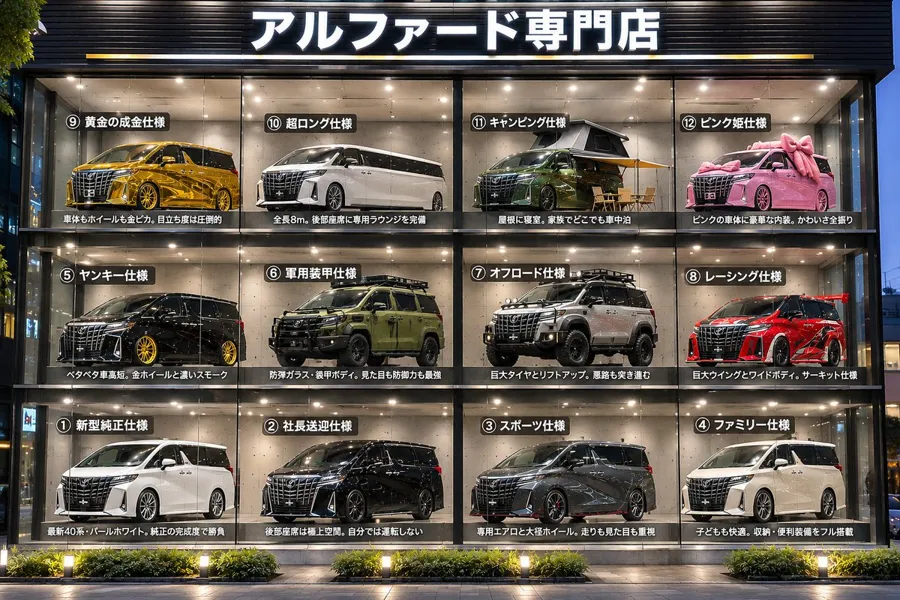 アルファード専門店
⑨ 黄金の成金仕様
車体もホイールも金ピカ。目立ち度は圧倒的
⑩ 超ロング仕様
全長8m。後部座席に専用ラウンジを完備
⑪ キャンピング仕様
屋根に寝室。家族でどこでも車中泊
⑫ ピンク姫仕様
ピンクの車体に豪華な内装。かわいさ全振り
⑤ ヤンキー仕様
ベタベタ車高短。金ホイールと濃いスモーク
⑥ 軍用装甲仕様
防弾ガラス・装甲ボディ。見た目も防御力も最強
⑦ オフロード仕様
巨大タイヤとリフトアップ。悪路も突き進む
⑧ レーシング仕様
巨大ウイングとワイドボディ。サーキット仕様
① 新型純正仕様
最新40系・パールホワイト。純正の完成度で勝負
② 社長送迎仕様
後部座席は極上空間。自分では運転しない
③ スポーツ仕様
専用エアロと大径ホイール。走りも見た目も重視
④ ファミリー仕様
子どもも快適。収納・便利装備をフル搭載